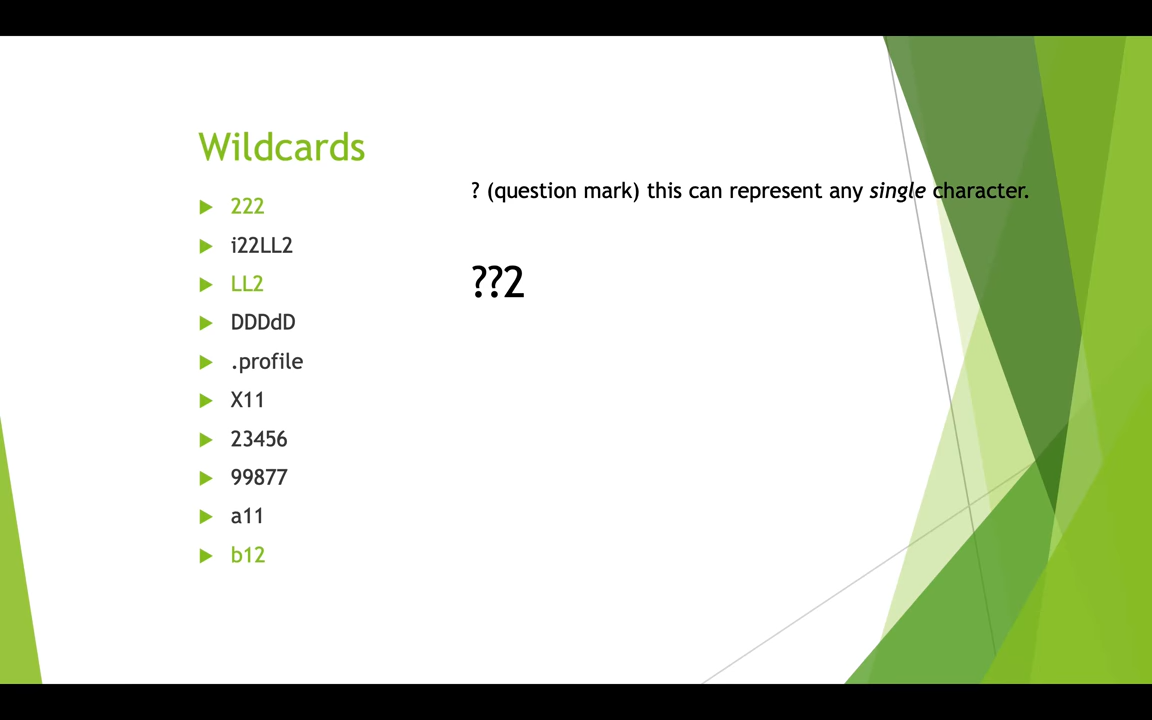 Wildcards
222
i22LL2
LL2
DDDdD
.profile
X11
23456
99877
a11
b12
? (question mark) this can represent any single character.
??2